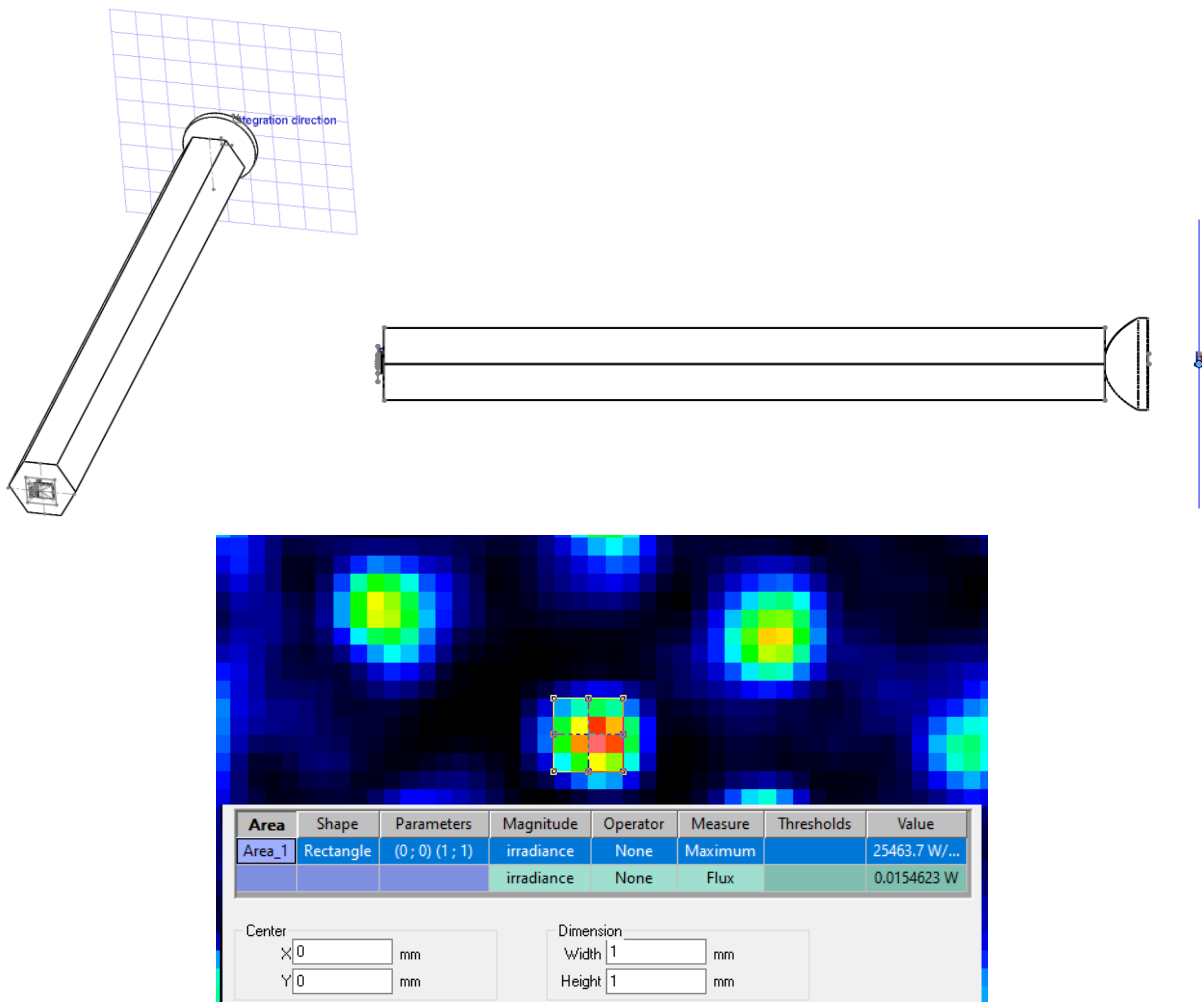 Integration direction
Area Shape Parameters Magnitude Operator Measure Thresholds Value
Area_1 Rectangle (0 ; 0) (1 ; 1) irradiance None Maximum 25463.7 W/...
irradiance None Flux 0.0154623 W
Center Dimension
X 0 mm Width 1 mm
Y 0 mm Height 1 mm